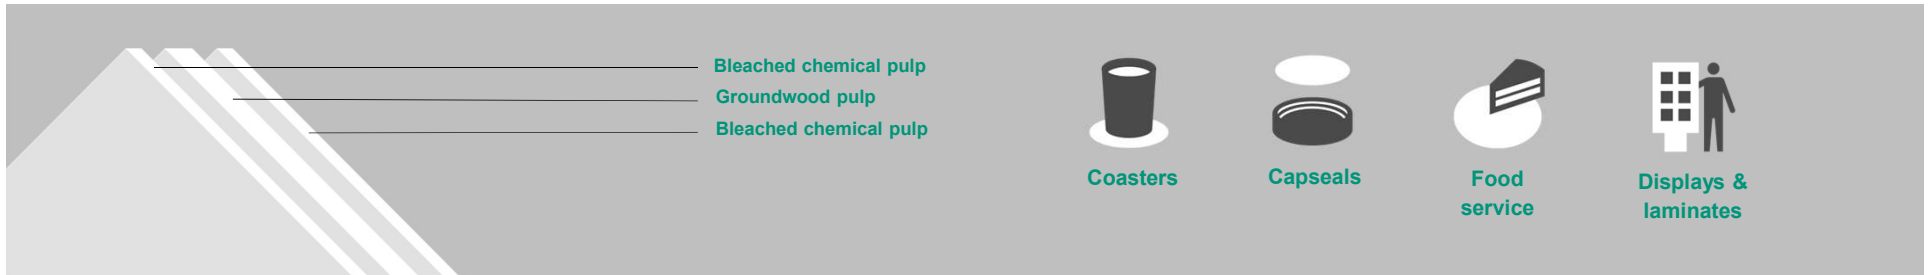 Bleached chemical pulp
Groundwood pulp
Bleached chemical pulp
Coasters
Capseals
Food
service
Displays &
laminates